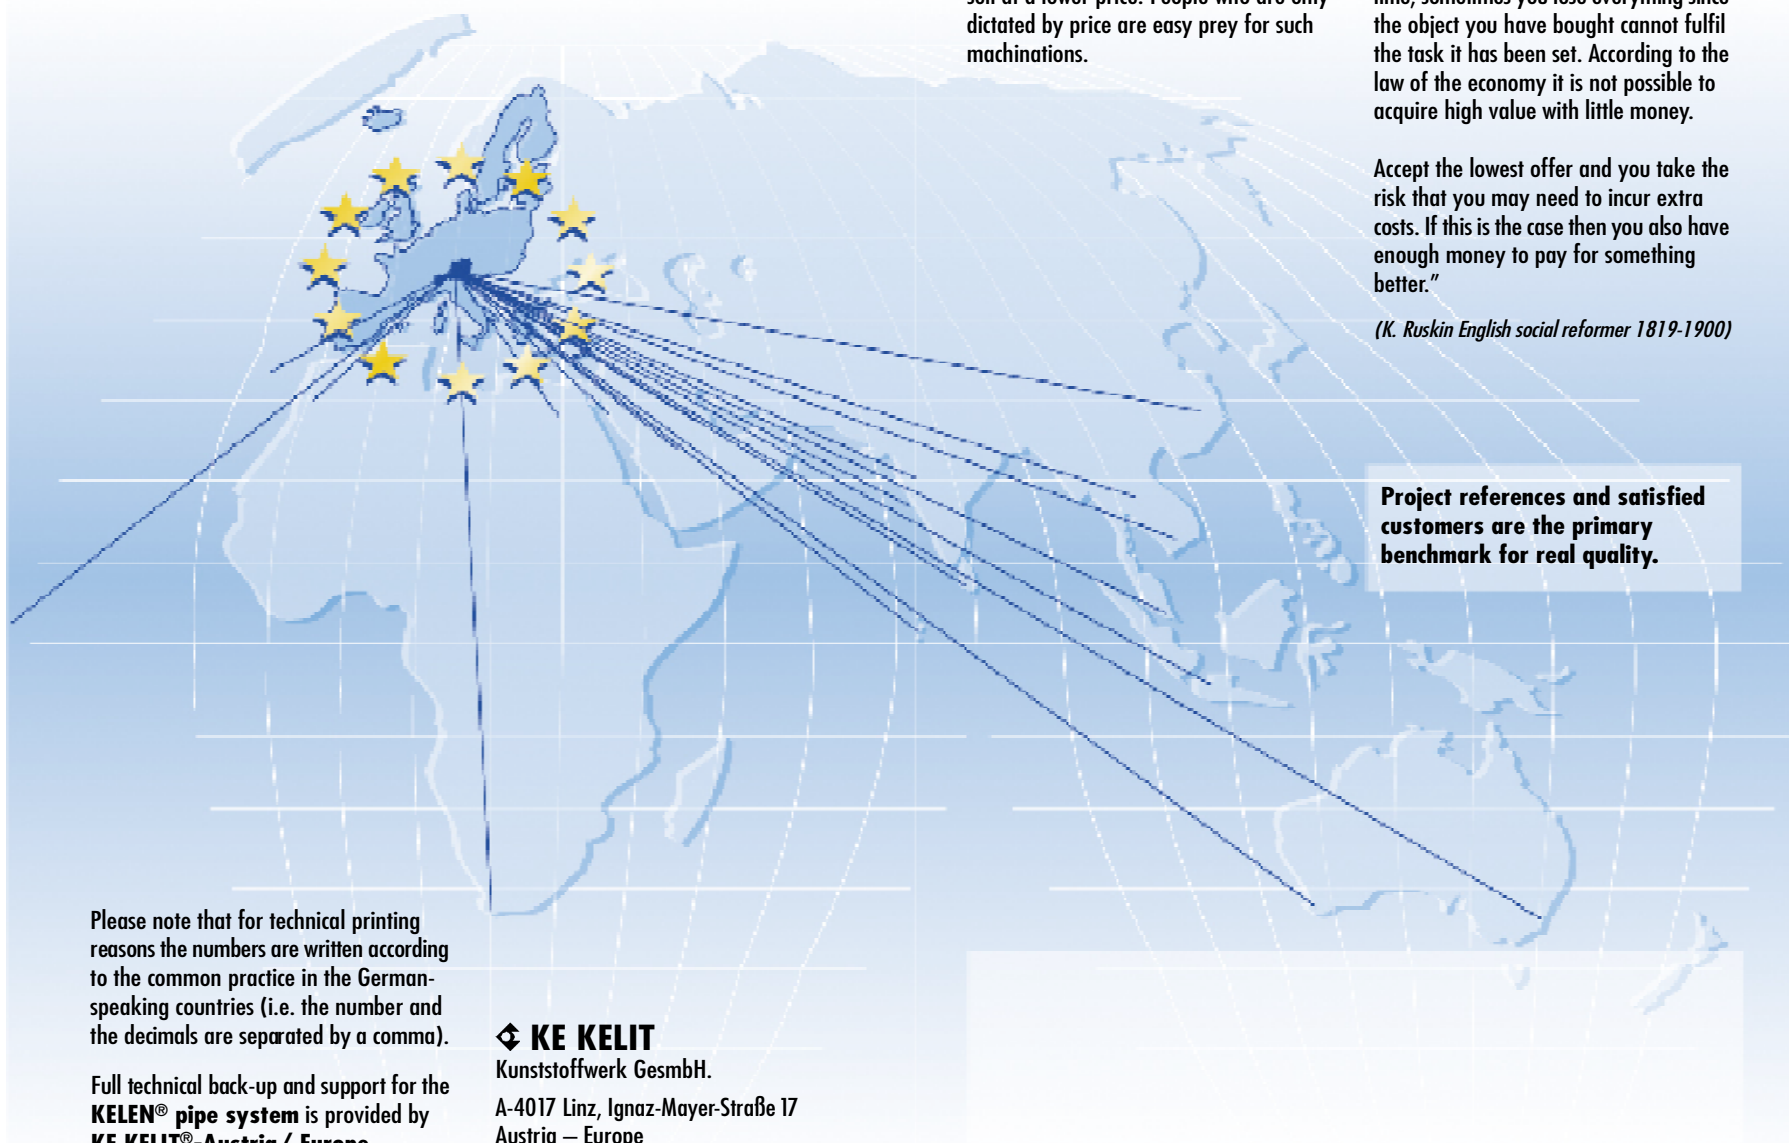 dictated by price are easy prey for such
machinations.
the object you have bought cannot fulfil
the task it has been set. According to the
law of the economy it is not possible to
acquire high value with little money.
Accept the lowest offer and you take the
risk that you may need to incur extra
costs. If this is the case then you also have
enough money to pay for something
better.”
(K. Ruskin English social reformer 1819-1900)
Project references and satisfied
customers are the primary
benchmark for real quality.
Please note that for technical printing
reasons the numbers are written according
to the common practice in the German-
speaking countries (i.e. the number and
the decimals are separated by a comma).
Full technical back-up and support for the
KELEN® pipe system is provided by
KE KELIT®-Austria / Europe
KE KELIT
Kunststoffwerk GesmbH.
A-4017 Linz, Ignaz-Mayer-Straße 17
Austria – Europe